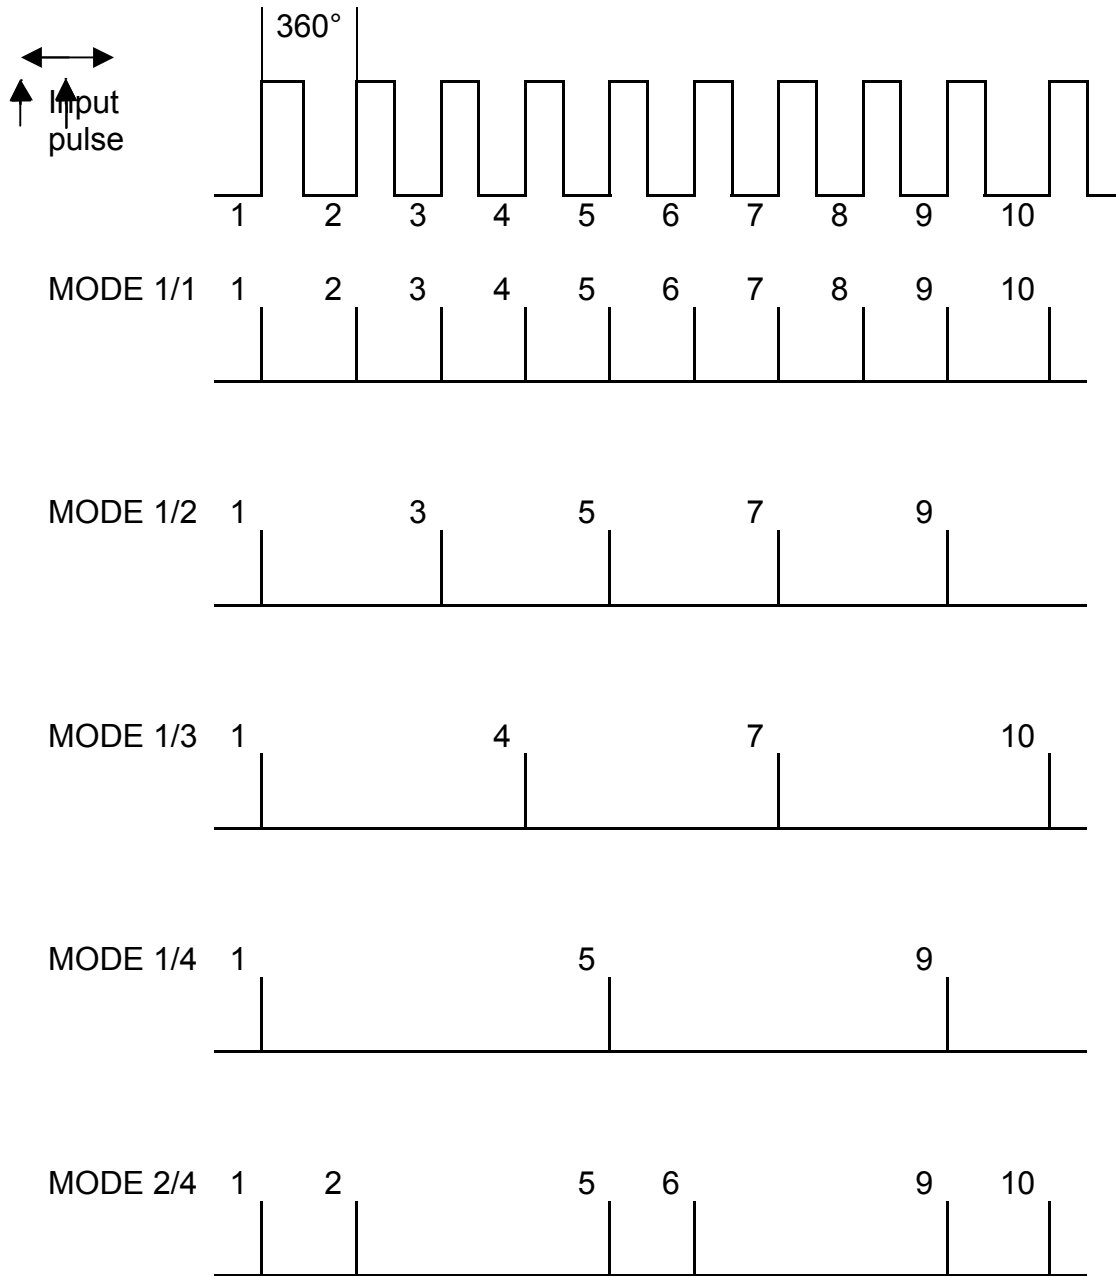 360°
Input
pulse
1 2 3 4 5 6 7 8 9 10
MODE 1/1 1 2 3 4 5 6 7 8 9 10
MODE 1/2 1 3 5 7 9
MODE 1/3 1 4 7 10
MODE 1/4 1 5 9
MODE 2/4 1 2 5 6 9 10